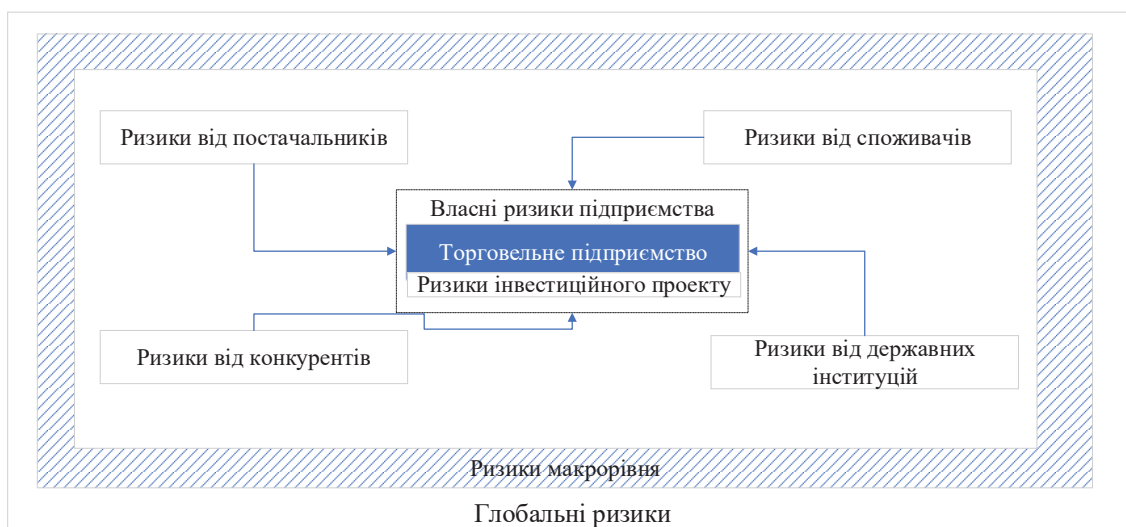 Ризики від постачальників
Ризики від споживачів
Власні ризики підприємства
Торговельне підприємство
Ризики інвестиційного проекту
Ризики від конкурентів
Ризики від державних
інституцій
Ризики макрорівня
Глобальні ризики